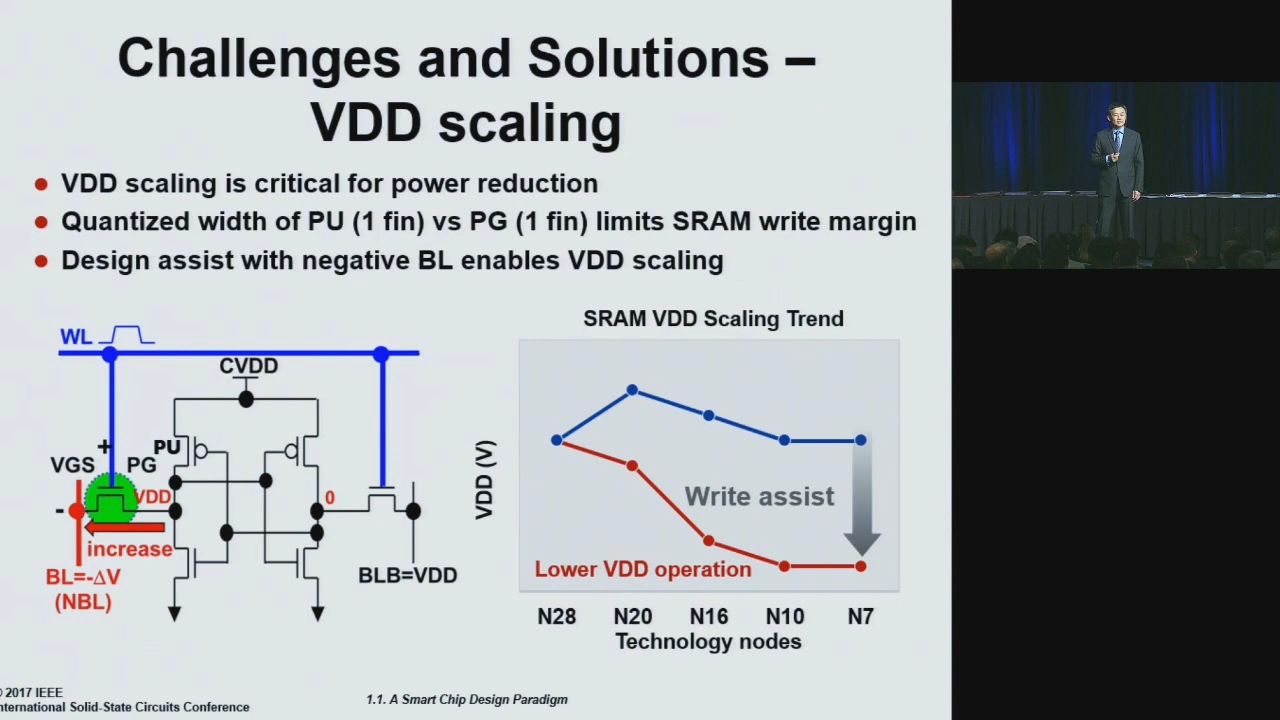 Challenges and Solutions –
VDD scaling
VDD scaling is critical for power reduction
Quantized width of PU (1 fin) vs PG (1 fin) limits SRAM write margin
Design assist with negative BL enables VDD scaling
WL
CVDD
+
PU
VGS
PG
VDD
0
-
increase
BL=-ΔV
(NBL)
BLB=VDD
SRAM VDD Scaling Trend
VDD (V)
Write assist
Lower VDD operation
N28 N20 N16 N10 N7
Technology nodes
© 2017 IEEE
nternational Solid-State Circuits Conference
1.1. A Smart Chip Design Paradigm